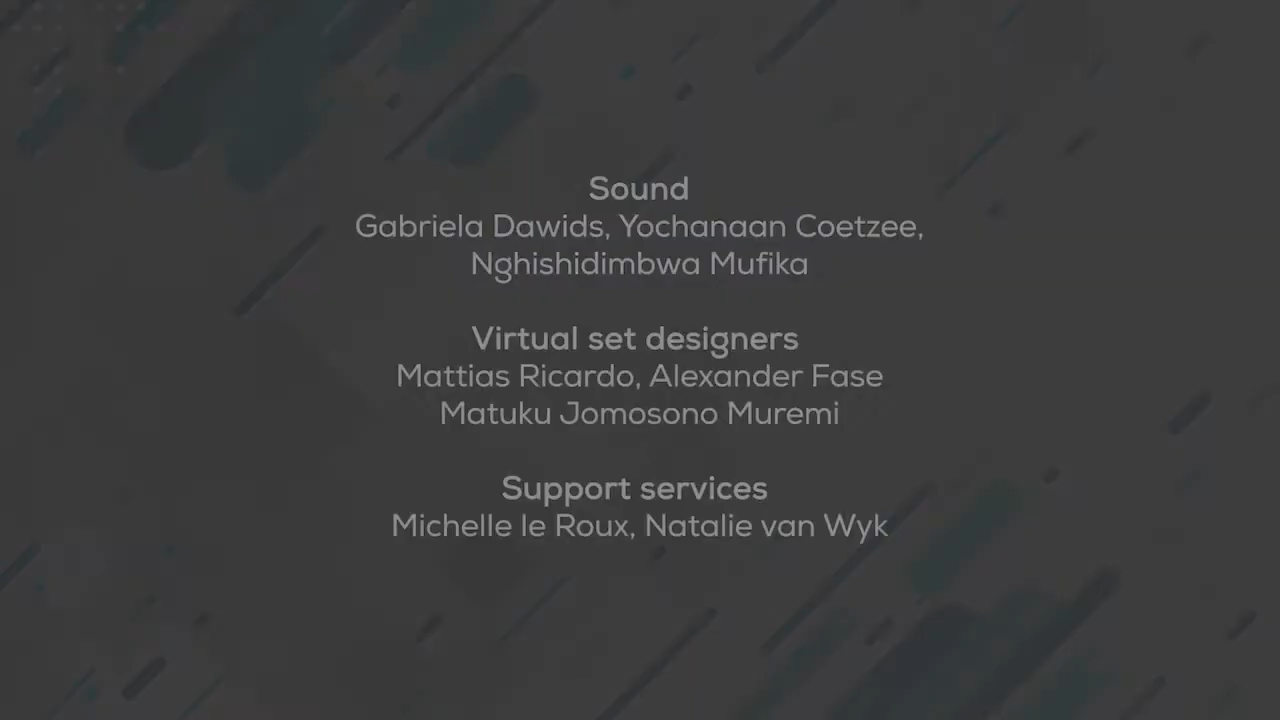 Sound
Gabriela Dawids, Yochanaan Coetzee,
Nghishidimbwa Mufika
Virtual set designers
Mattias Ricardo, Alexander Fase
Matuku Jomosono Muremi
Support services
Michelle le Roux, Natalie van Wyk